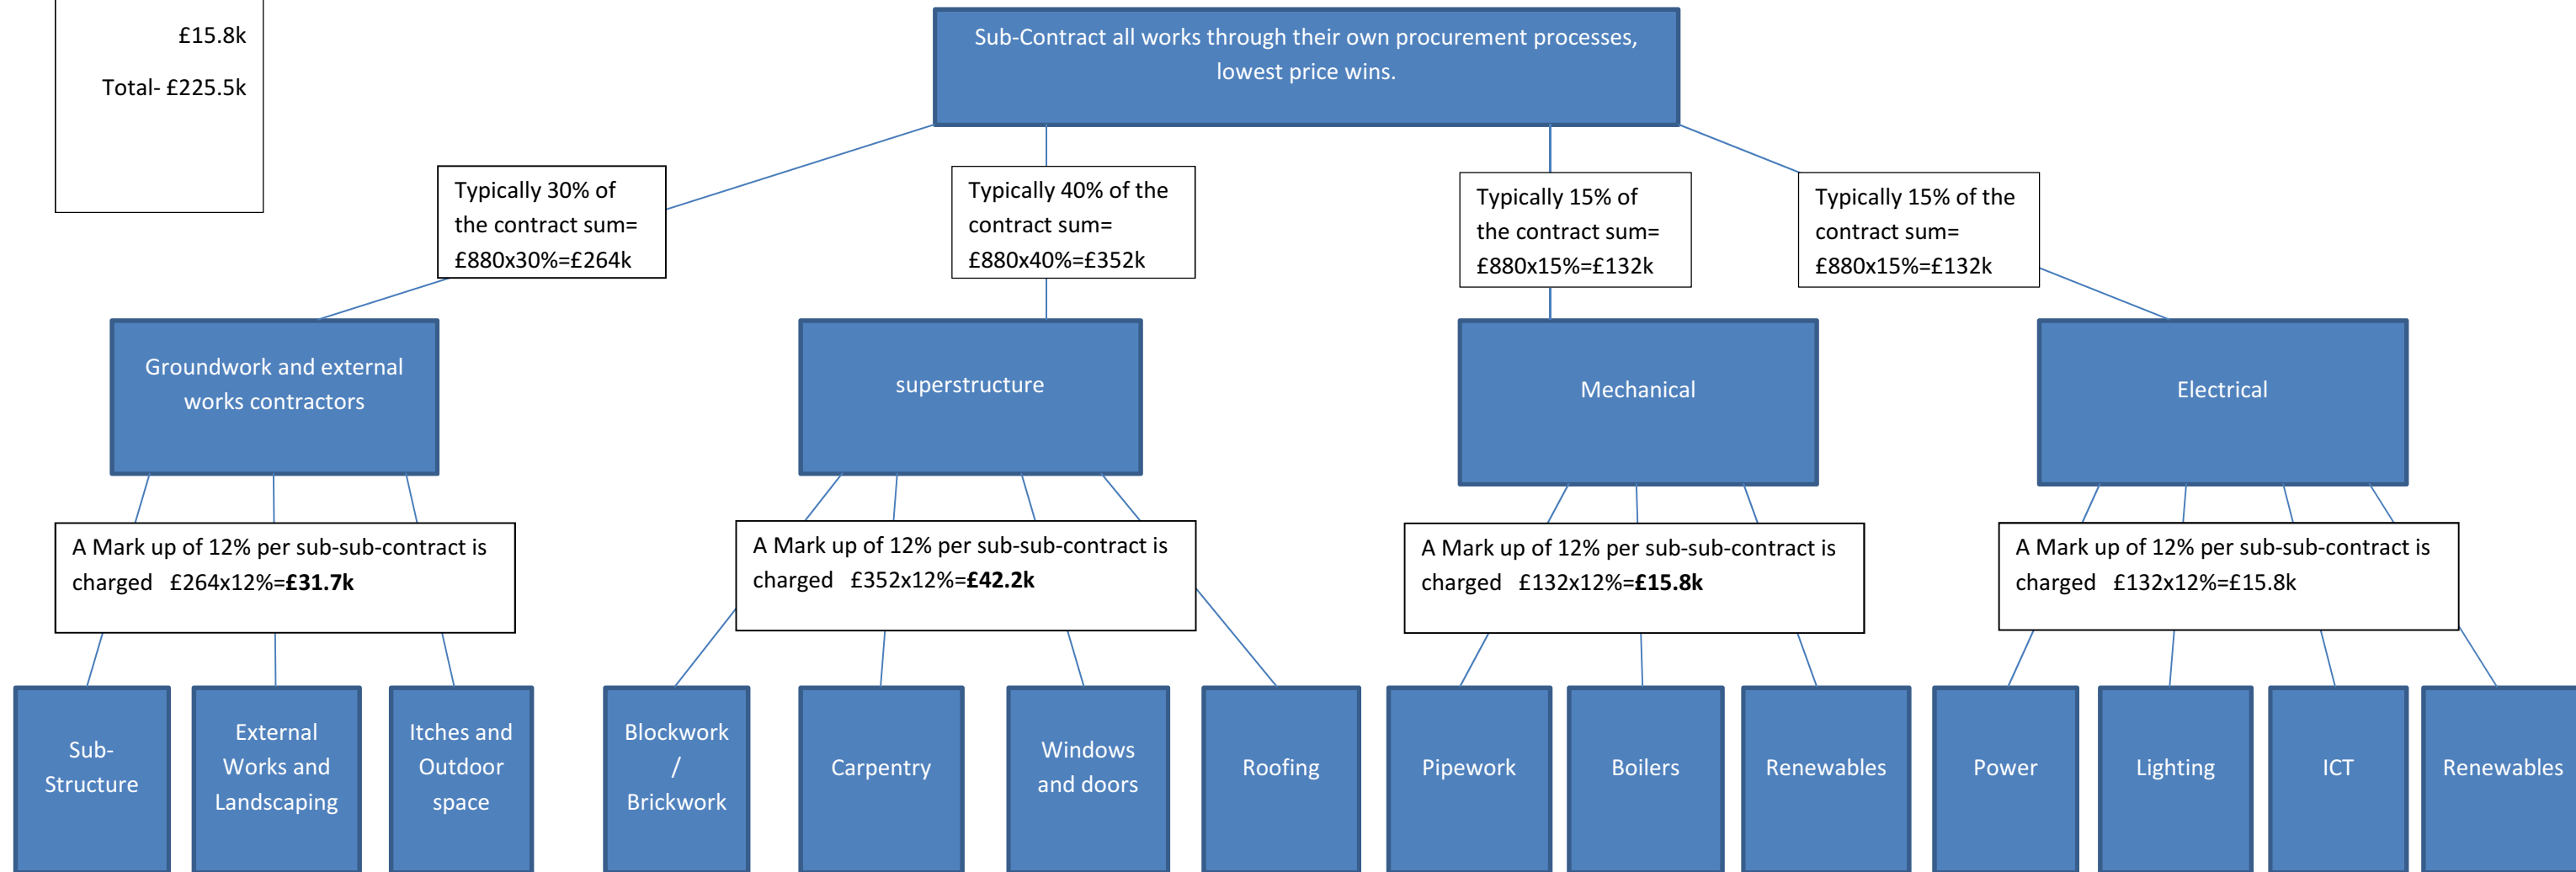 £15.8k
Total- £225.5k
Sub-Contract all works through their own procurement processes,
lowest price wins.
Typically 30% of
the contract sum=
£880x30%=£264k
Typically 40% of the
contract sum=
£880x40%=£352k
Typically 15% of
the contract sum=
£880x15%=£132k
Typically 15% of the
contract sum=
£880x15%=£132k
Groundwork and external
works contractors
superstructure
Mechanical
Electrical
A Mark up of 12% per sub-sub-contract is
charged £264x12%=£31.7k
A Mark up of 12% per sub-sub-contract is
charged £352x12%=£42.2k
A Mark up of 12% per sub-sub-contract is
charged £132x12%=£15.8k
A Mark up of 12% per sub-sub-contract is
charged £132x12%=£15.8k
Sub-
Structure
External
Works and
Landscaping
Itches and
Outdoor
space
Blockwork
/
Brickwork
Carpentry
Windows
and doors
Roofing
Pipework
Boilers
Renewables
Power
Lighting
ICT
Renewables